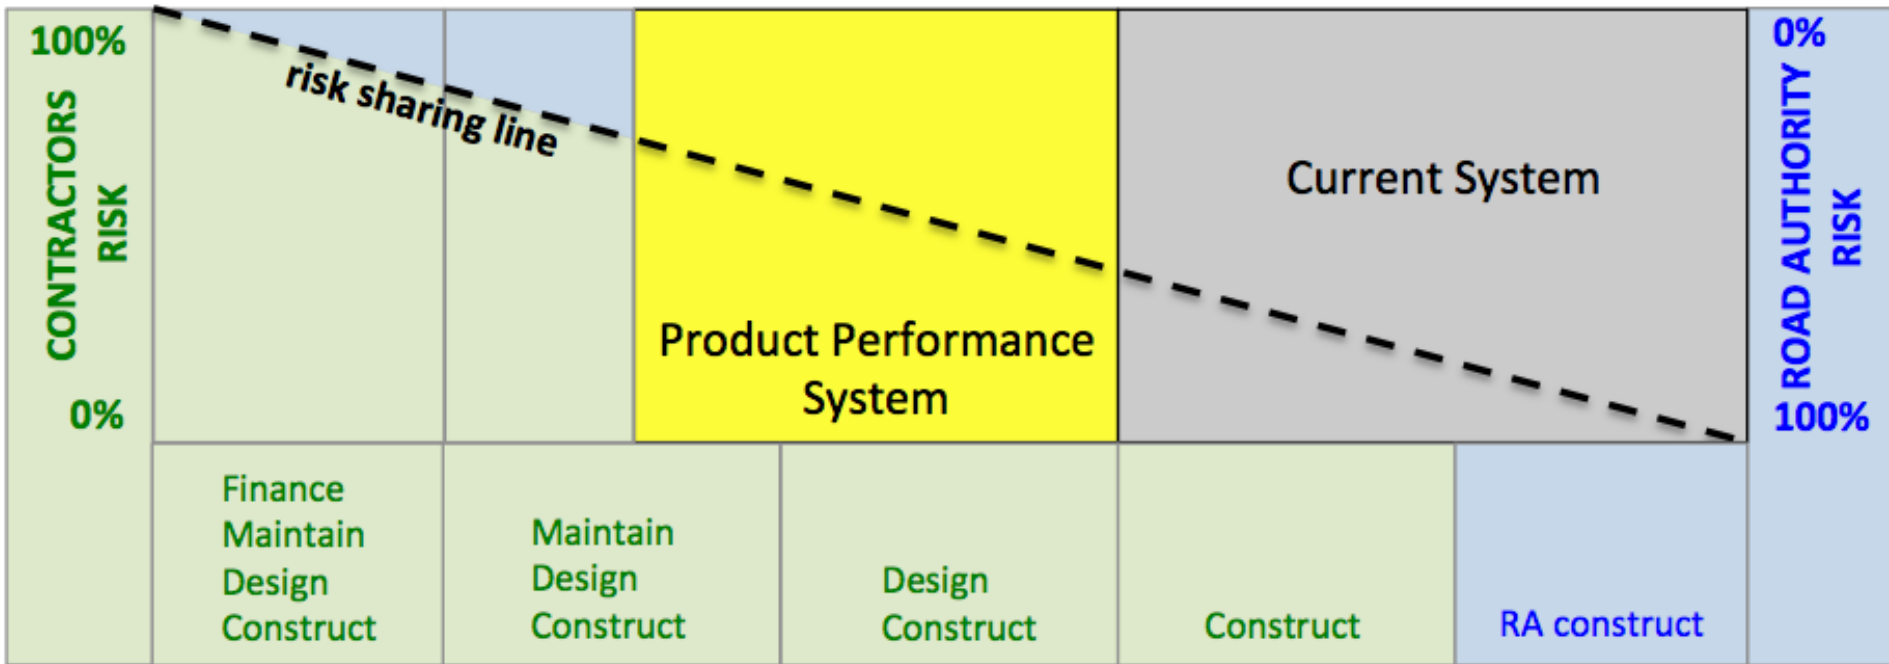 100%
CONTRACTORS
RISK
0%
risk sharing line
Product Performance
System
Current System
0%
ROAD AUTHORITY
RISK
100%
Finance
Maintain
Design
Construct
Maintain
Design
Construct
Design
Construct
Construct
RA construct